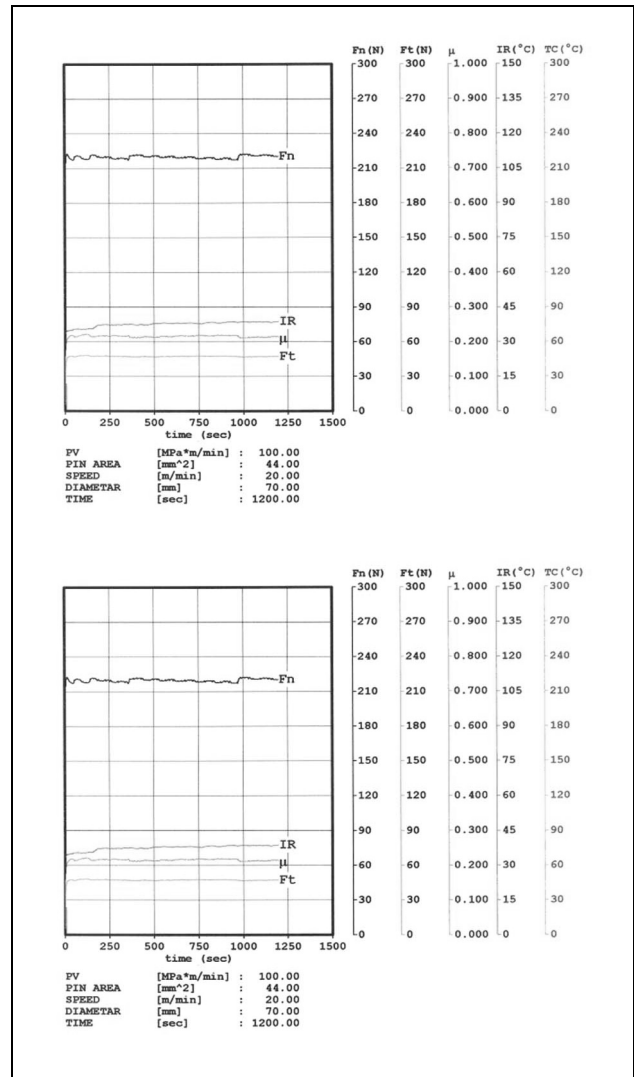 Fn(N) Ft(N) μ IR(°C) TC(°C)
300 300 1.000 150 300
270 270 0.900 135 270
240 240 0.800 120 240
Fn
210 210 0.700 105 210
180 180 0.600 90 180
150 150 0.500 75 150
120 120 0.400 60 120
90 90 0.300 45 90
IR
μ
60 60 0.200 30 60
Ft
30 30 0.100 15 30
0 0 0.000 0 0
0 250 500 750 1000 1250 1500
time (sec)
PV [MPa*m/min] : 100.00
PIN AREA [mm^2] : 44.00
SPEED [m/min] : 20.00
DIAMETAR [mm] : 70.00
TIME [sec] : 1200.00
Fn(N) Ft(N) μ IR(°C) TC(°C)
300 300 1.000 150 300
270 270 0.900 135 270
240 240 0.800 120 240
Fn
210 210 0.700 105 210
180 180 0.600 90 180
150 150 0.500 75 150
120 120 0.400 60 120
90 90 0.300 45 90
IR
μ
60 60 0.200 30 60
Ft
30 30 0.100 15 30
0 0 0.000 0 0
0 250 500 750 1000 1250 1500
time (sec)
PV [MPa*m/min] : 100.00
PIN AREA [mm^2] : 44.00
SPEED [m/min] : 20.00
DIAMETAR [mm] : 70.00
TIME [sec] : 1200.00